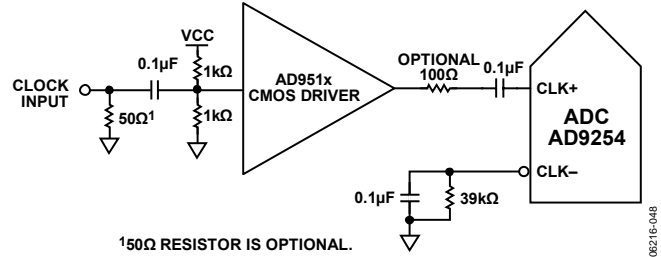 VCC
0.1µF
1kΩ
CLOCK
INPUT
50Ω1
1kΩ
AD951x
CMOS DRIVER
OPTIONAL
100Ω
0.1µF
CLK+
ADC
AD9254
CLK–
0.1µF
39kΩ
150Ω RESISTOR IS OPTIONAL.
06216-048